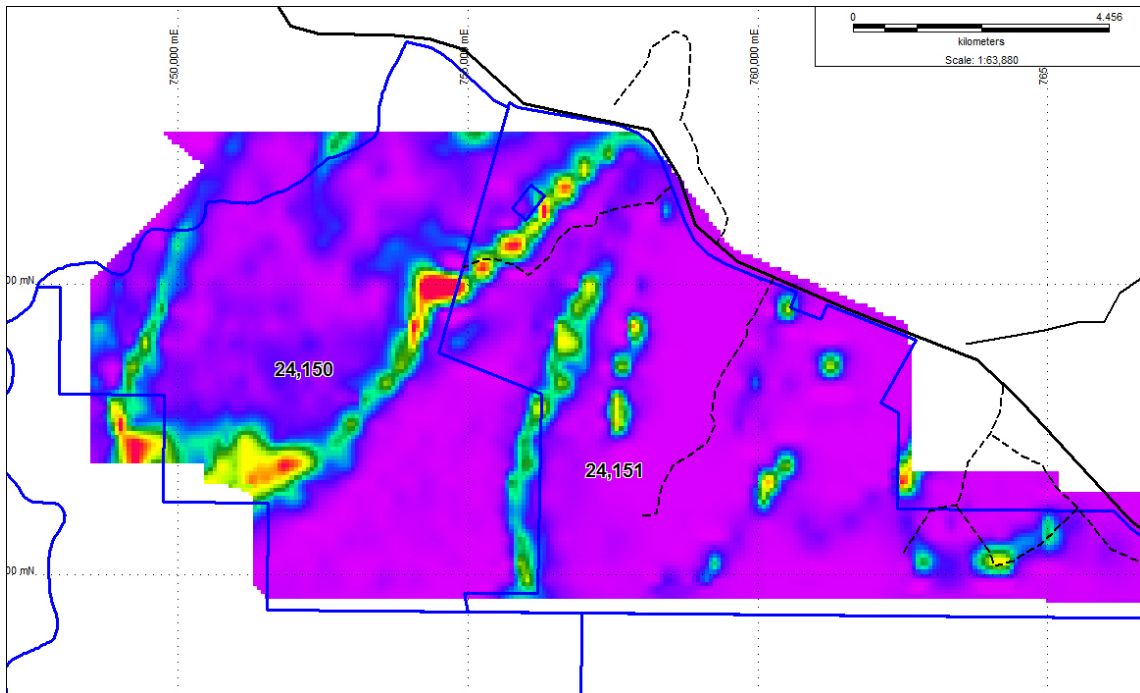 0 4.456
kilometers
Scale: 1:63,880
750,000 mE
755,000 mE
760,000 mE
765
00 mN
24,150
24,151
00 mN